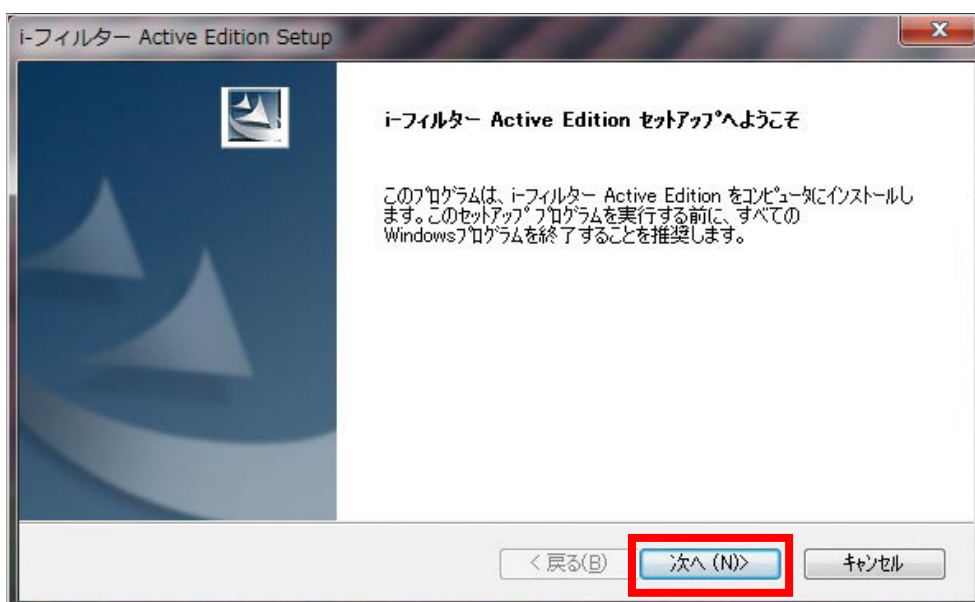 i-フィルター Active Edition Setup
i-フィルター Active Edition セットアップへようこそ
このプログラムは、i-フィルター Active Edition をコンピュータにインストールし
ます。このセットアップ プログラムを実行する前に、すべての
Windowsプログラムを終了することを推奨します。
< 戻る(B)
次へ (N)>
キャンセル